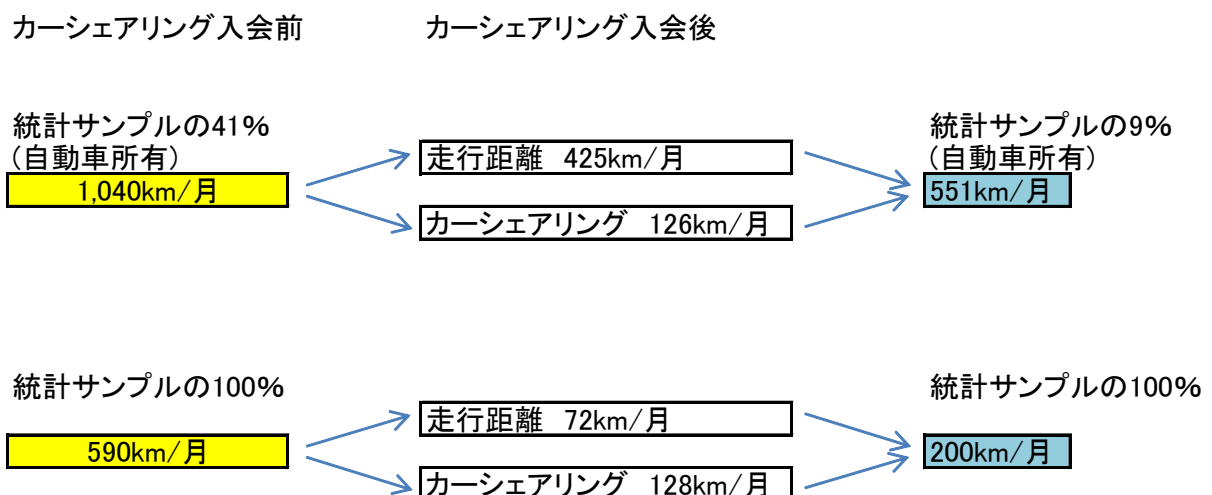 カーシェアリング入会前
カーシェアリング入会後
統計サンプルの41%
(自動車所有)
1,040km/月
走行距離 425km/月
カーシェアリング 126km/月
統計サンプルの9%
(自動車所有)
551km/月
統計サンプルの100%
590km/月
走行距離 72km/月
カーシェアリング 128km/月
統計サンプルの100%
200km/月